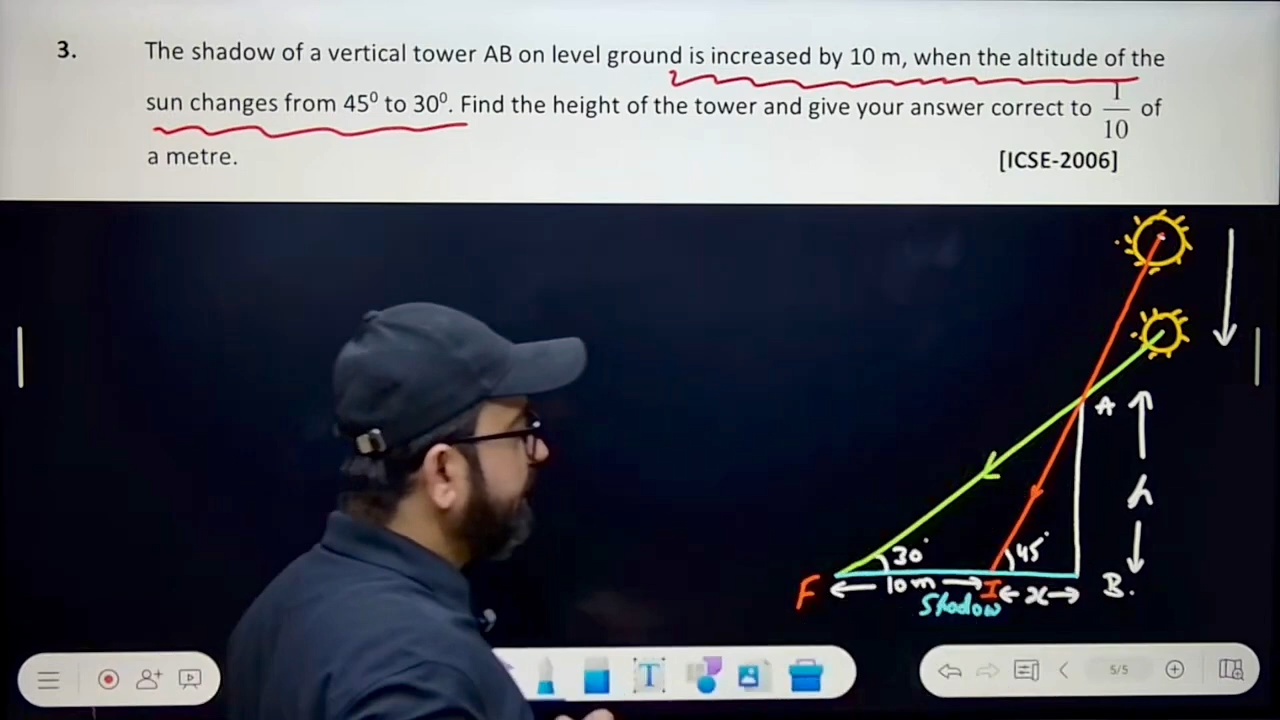 3. The shadow of a vertical tower AB on level ground is increased by 10 m, when the altitude of the
sun changes from 45⁰ to 30⁰. Find the height of the tower and give your answer correct to 1/10 of
a metre. [ICSE-2006]
A
h
30° 45°
F 10m I x B.
Shadow
T 5/5